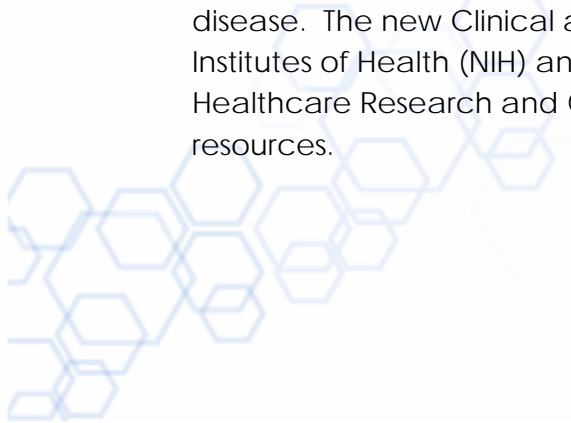 disease. The new Clinical a
Institutes of Health (NIH) an
Healthcare Research and
resources.